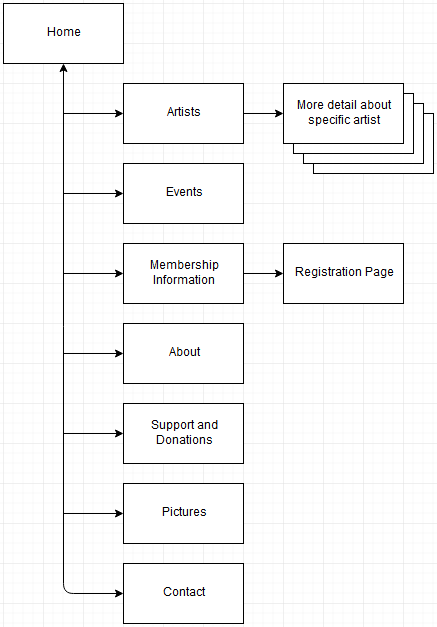 Home
Artists
More detail about
specific artist
Events
Membership
Information
Registration Page
About
Support and
Donations
Pictures
Contact